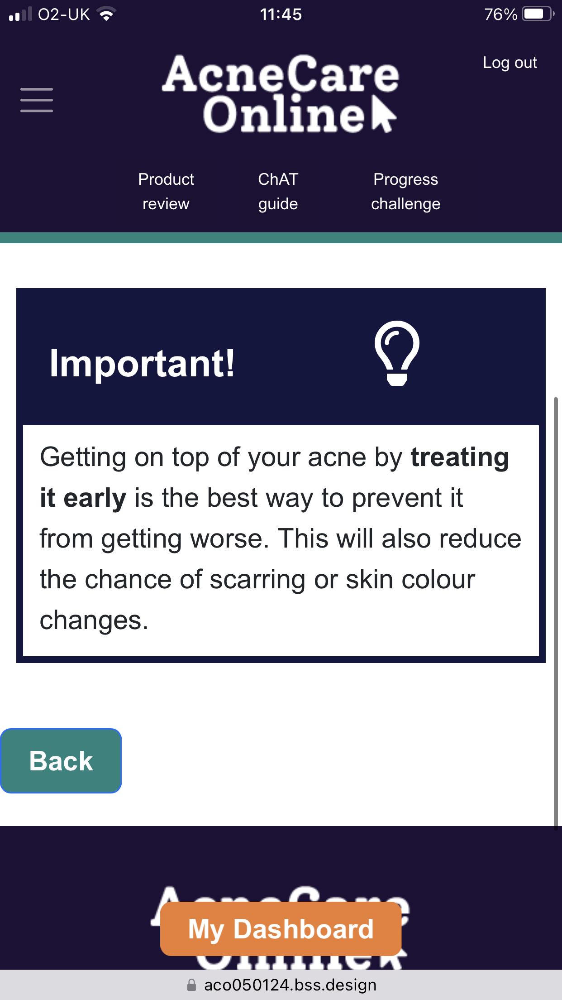 O2-UK 11:45 76%
Log out
AcneCare
Online
Product ChAT Progress
review guide challenge
Important!
Getting on top of your acne by treating
it early is the best way to prevent it
from getting worse. This will also reduce
the chance of scarring or skin colour
changes.
Back
AcneCare
My Dashboard
Online
aco050124.bss.design